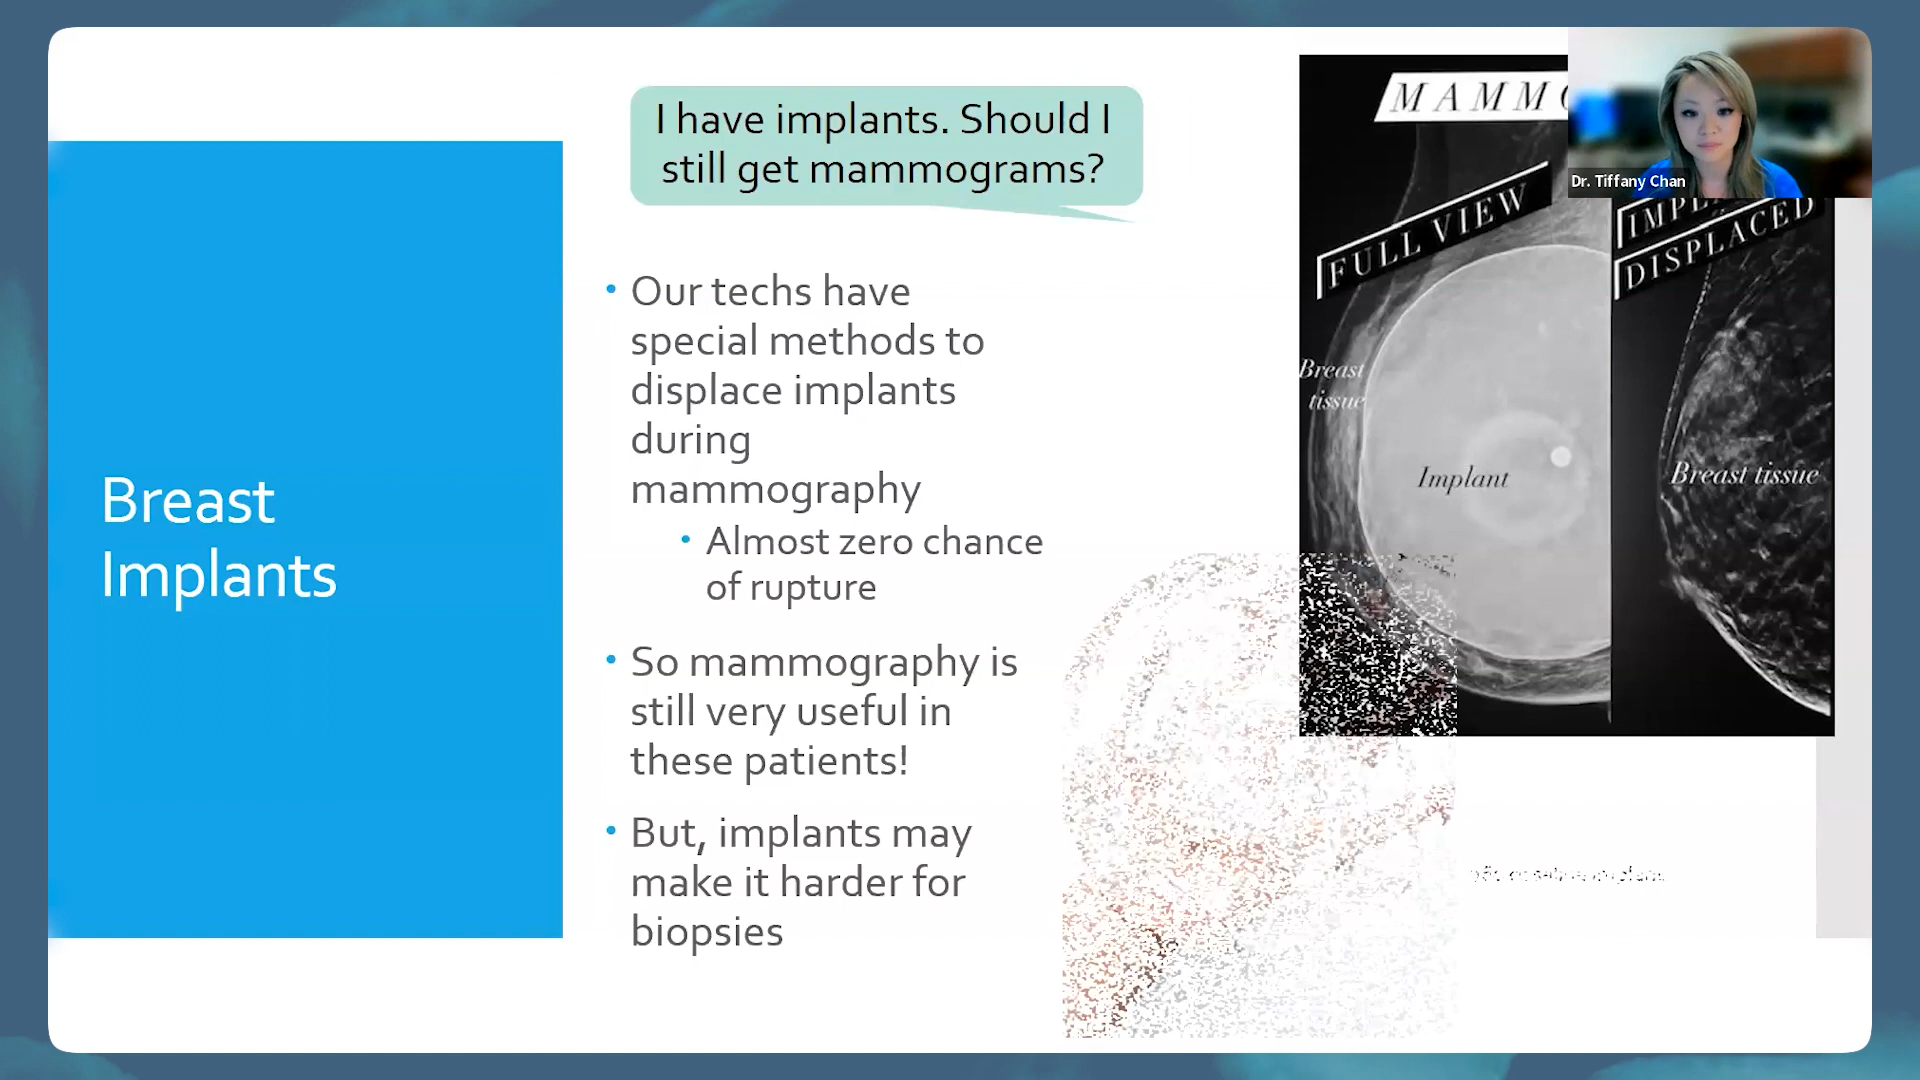 I have implants. Should I
still get mammograms?
Breast
Implants
• Our techs have
special methods to
displace implants
during
mammography
• Almost zero chance
of rupture
• So mammography is
still very useful in
these patients!
• But, implants may
make it harder for
biopsies
FULL VIEW
DISPLACED
Breast
tissue
Implant
Breast tissue
Dr. Tiffany Chan